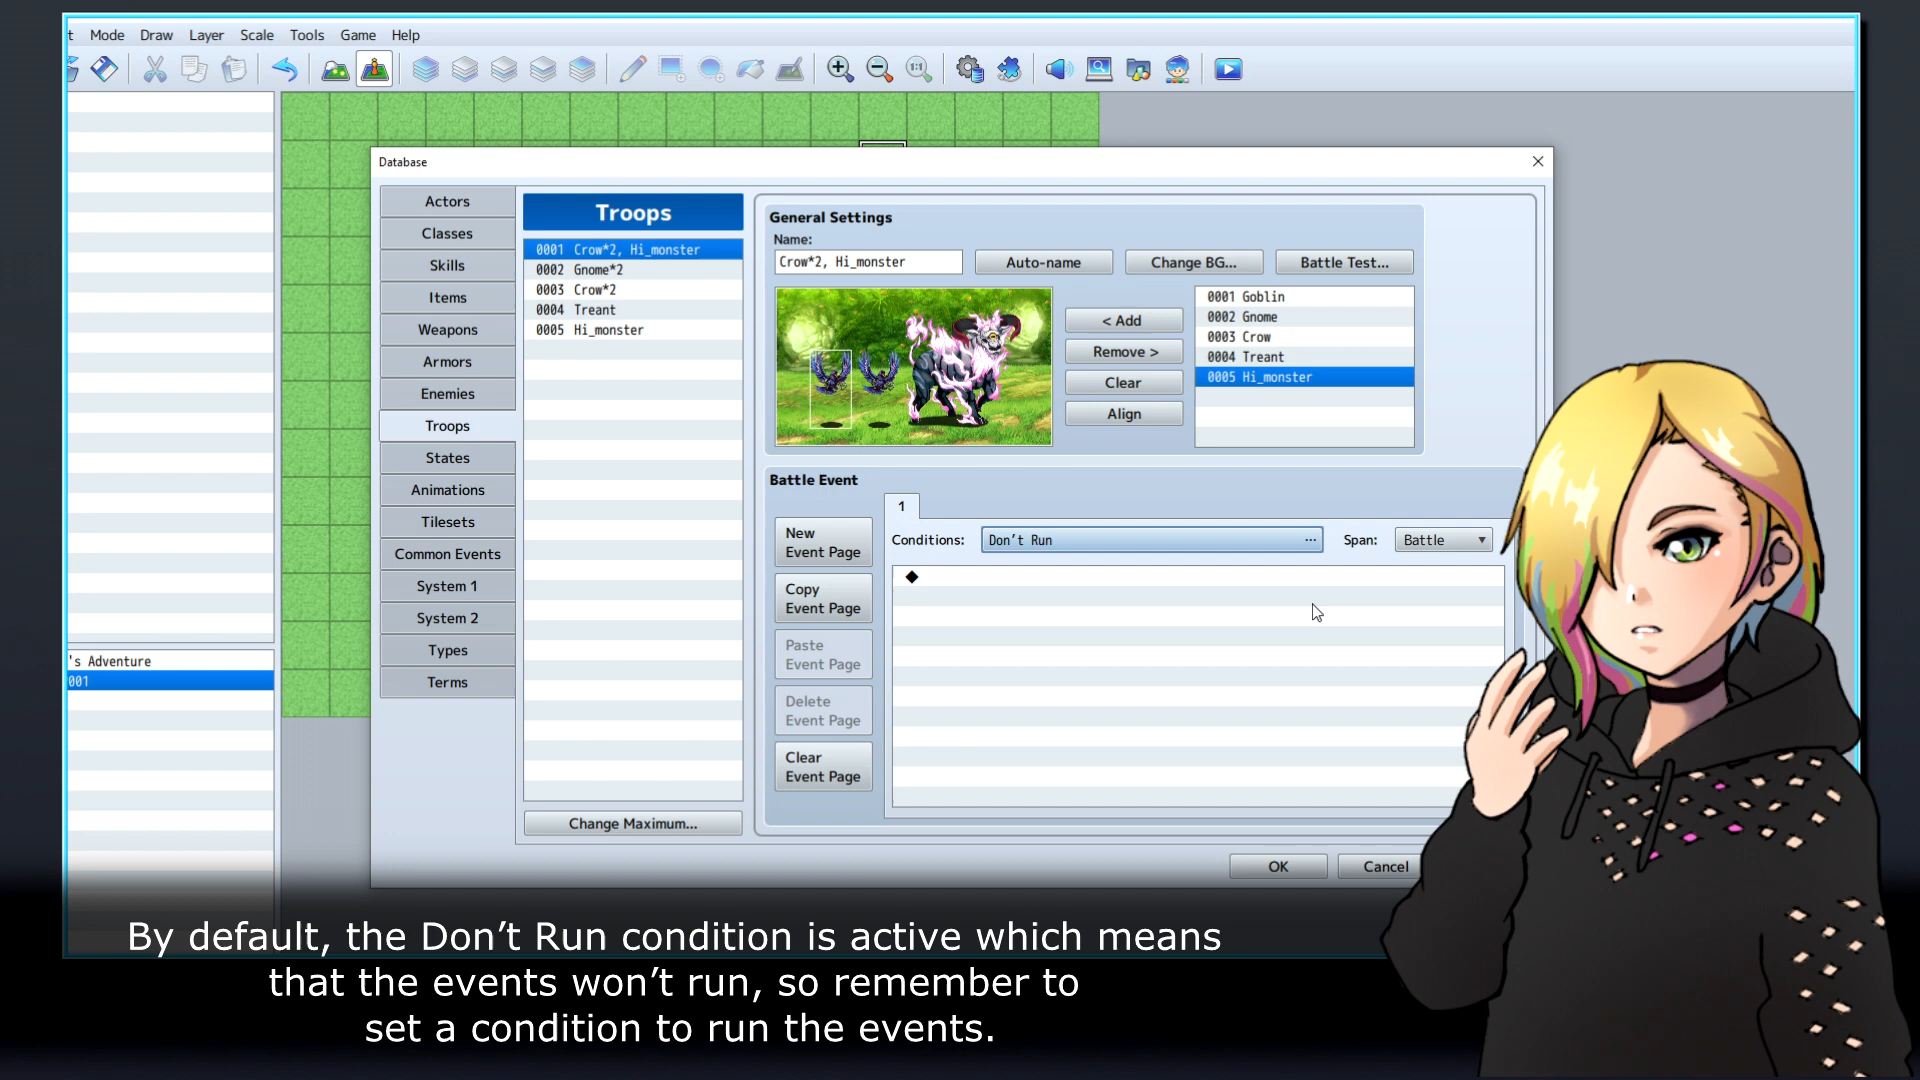 t Mode Draw Layer Scale Tools Game Help
1:1
Database
Actors
Classes
Skills
Items
Weapons
Armors
Enemies
Troops
States
Animations
Tilesets
Common Events
System 1
System 2
Types
Terms
Troops
0001 Crow*2, Hi_monster
0002 Gnome*2
0003 Crow*2
0004 Treant
0005 Hi_monster
Change Maximum...
General Settings
Name:
Crow*2, Hi_monster
Auto-name
Change BG...
Battle Test...
< Add
Remove >
Clear
Align
0001 Goblin
0002 Gnome
0003 Crow
0004 Treant
0005 Hi_monster
Battle Event
1
New
Event Page
Copy
Event Page
Paste
Event Page
Delete
Event Page
Clear
Event Page
Conditions: Don't Run ... Span: Battle
◆
's Adventure
001
OK
Cancel
By default, the Don't Run condition is active which means
that the events won't run, so remember to
set a condition to run the events.